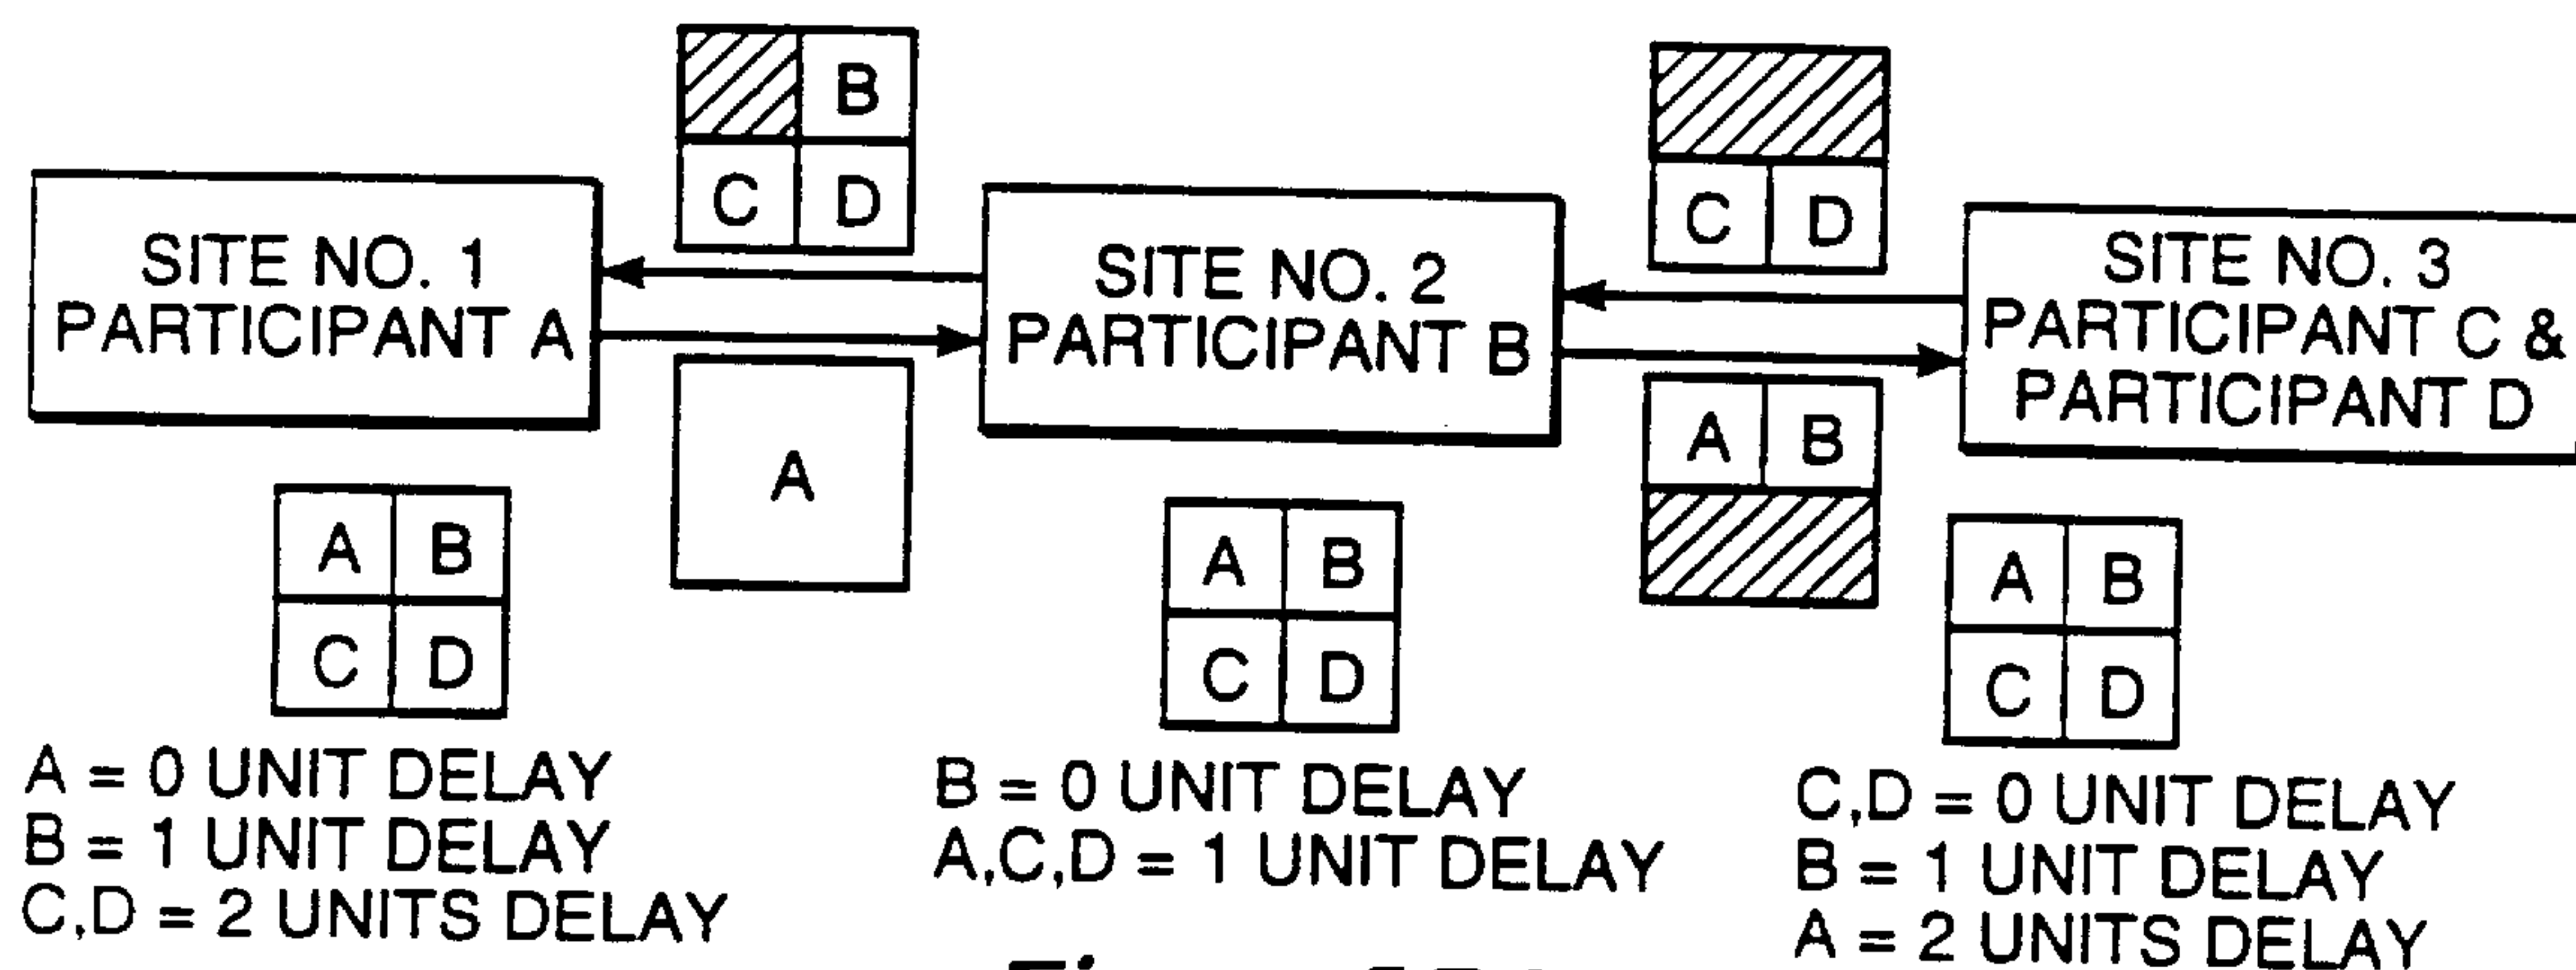 B
C D
C D
SITE NO. 1
PARTICIPANT A
SITE NO. 2
PARTICIPANT B
SITE NO. 3
PARTICIPANT C &
PARTICIPANT D
A
A B
A B
C D
A B
C D
A B
C D
A = 0 UNIT DELAY
B = 1 UNIT DELAY
C,D = 2 UNITS DELAY
B = 0 UNIT DELAY
A,C,D = 1 UNIT DELAY
C,D = 0 UNIT DELAY
B = 1 UNIT DELAY
A = 2 UNITS DELAY